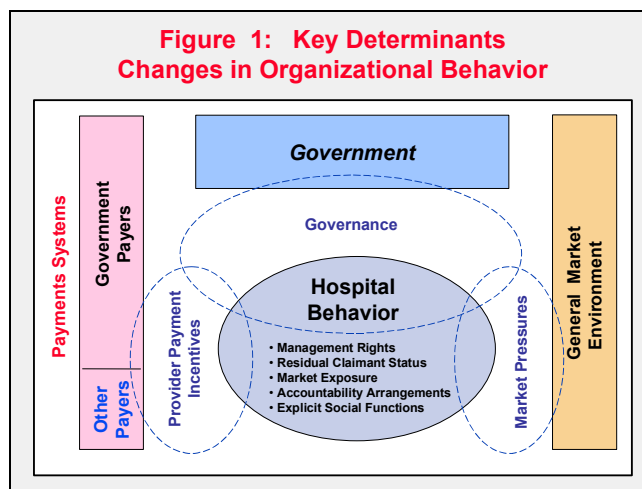 Figure 1: Key Determinants
Changes in Organizational Behavior
Payments Systems
Government
Payers
Other
Payers
Government
Governance
Provider Payment
Incentives
Hospital
Behavior
• Management Rights
• Residual Claimant Status
• Market Exposure
• Accountability Arrangements
• Explicit Social Functions
Market Pressures
General Market
Environment